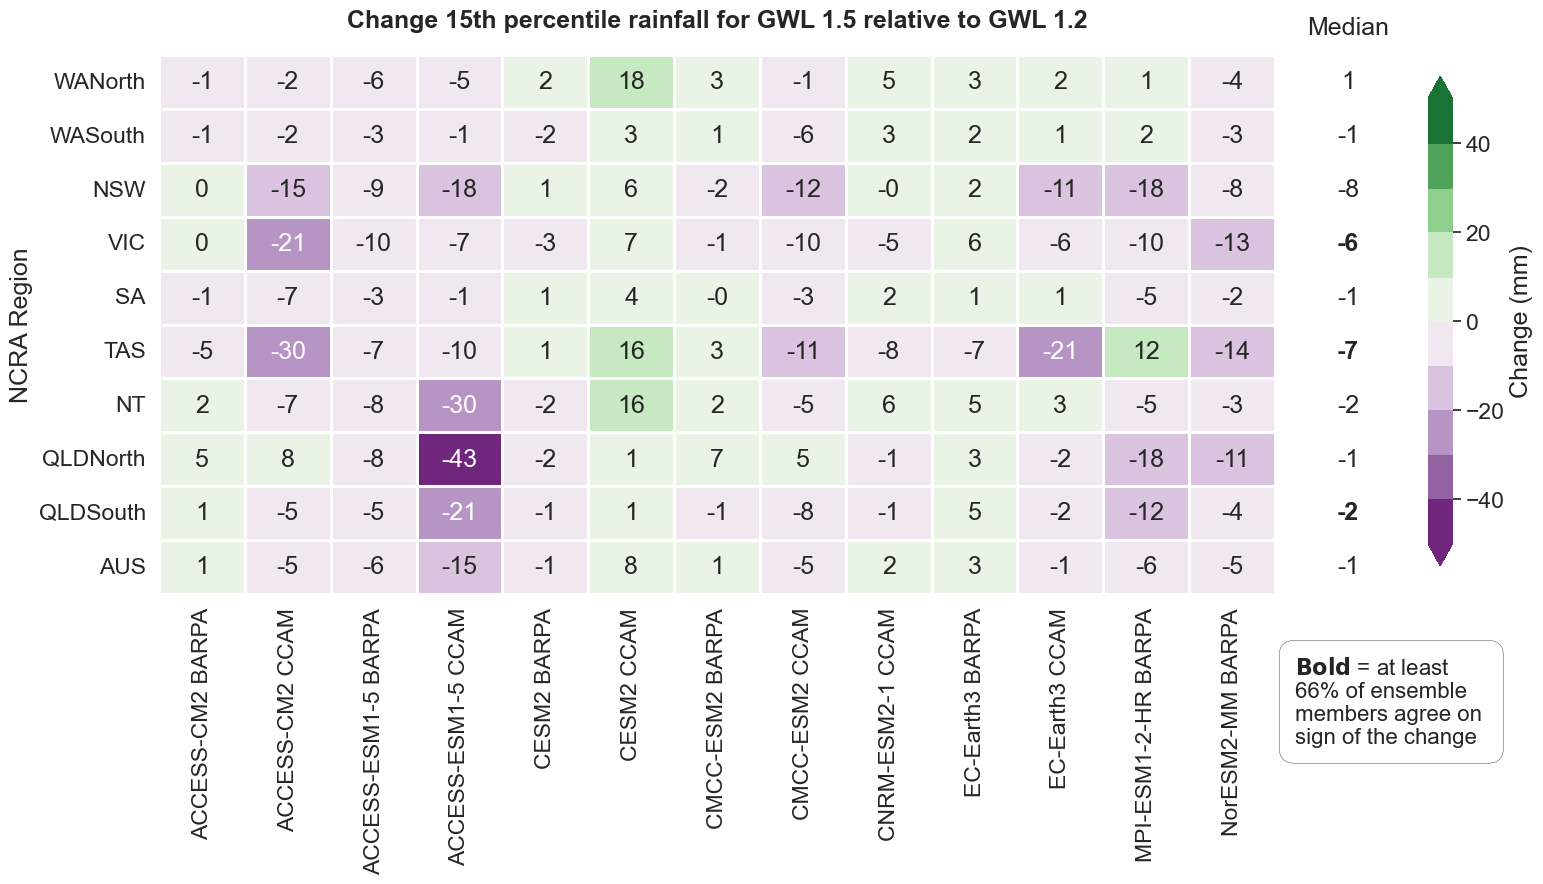 Change 15th percentile rainfall for GWL 1.5 relative to GWL 1.2
Median
NCRA Region
WANorth -1 -2 -6 -5 2 18 3 -1 5 3 2 1 -4 1
WASouth -1 -2 -3 -1 -2 3 1 -6 3 2 1 2 -3 -1
NSW 0 -15 -9 -18 1 6 -2 -12 -0 2 -11 -18 -8 -8
VIC 0 -21 -10 -7 -3 7 -1 -10 -5 6 -6 -10 -13 -6
SA -1 -7 -3 -1 1 4 -0 -3 2 1 1 -5 -2 -1
TAS -5 -30 -7 -10 1 16 3 -11 -8 -7 -21 12 -14 -7
NT 2 -7 -8 -30 -2 16 2 -5 6 5 3 -5 -3 -2
QLDNorth 5 8 -8 -43 -2 1 7 5 -1 3 -2 -18 -11 -1
QLDSouth 1 -5 -5 -21 -1 1 -1 -8 -1 5 -2 -12 -4 -2
AUS 1 -5 -6 -15 -1 8 1 -5 2 3 -1 -6 -5 -1
ACCESS-CM2 BARPA
ACCESS-CM2 CCAM
ACCESS-ESM1-5 BARPA
ACCESS-ESM1-5 CCAM
CESM2 BARPA
CESM2 CCAM
CMCC-ESM2 BARPA
CMCC-ESM2 CCAM
CNRM-ESM2-1 CCAM
EC-Earth3 BARPA
EC-Earth3 CCAM
MPI-ESM1-2-HR BARPA
NorESM2-MM BARPA
40
20
0
−20
−40
Change (mm)
Bold = at least
66% of ensemble
members agree on
sign of the change